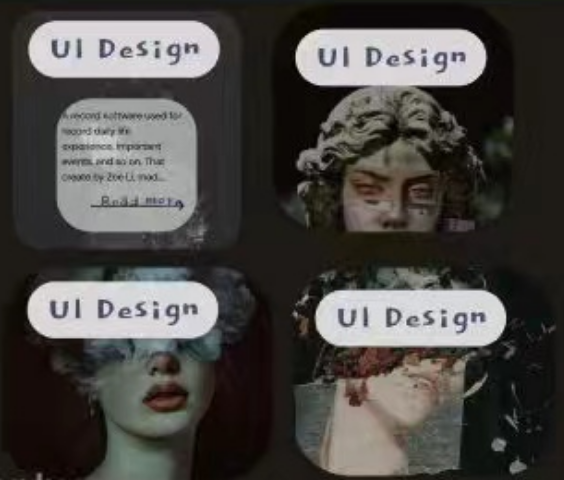 UI Design
UI Design
A record software used for
record daily life
experience, important
events, and so on. That
create by Zoe Li, mad...
Read more
UI Design
UI Design